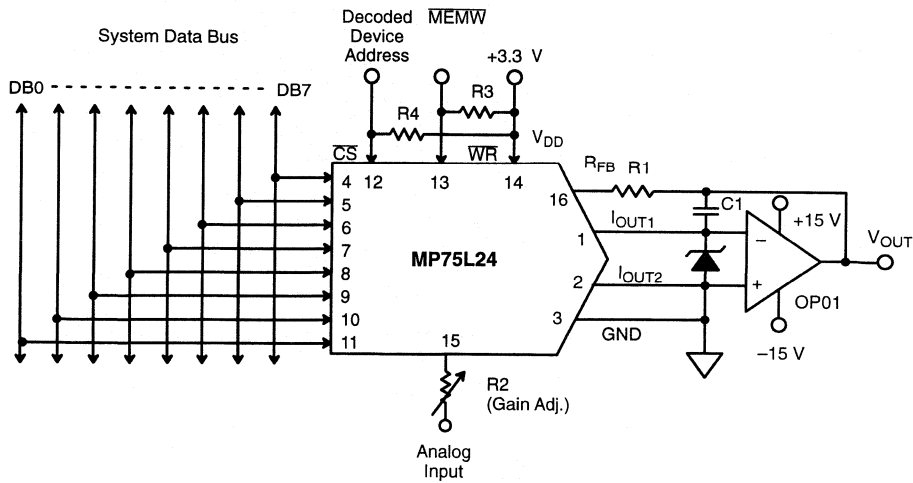 Decoded
Device
Address
MEMW
+3.3 V
System Data Bus
DB0
DB7
R3
R4
VDD
CS
WR
4
12
13
14
5
6
7
8
9
10
11
15
MP75L24
16
1
2
3
RFB
R1
C1
IOUT1
IOUT2
GND
+15 V
–
+
VOUT
OP01
–15 V
R2
(Gain Adj.)
Analog
Input